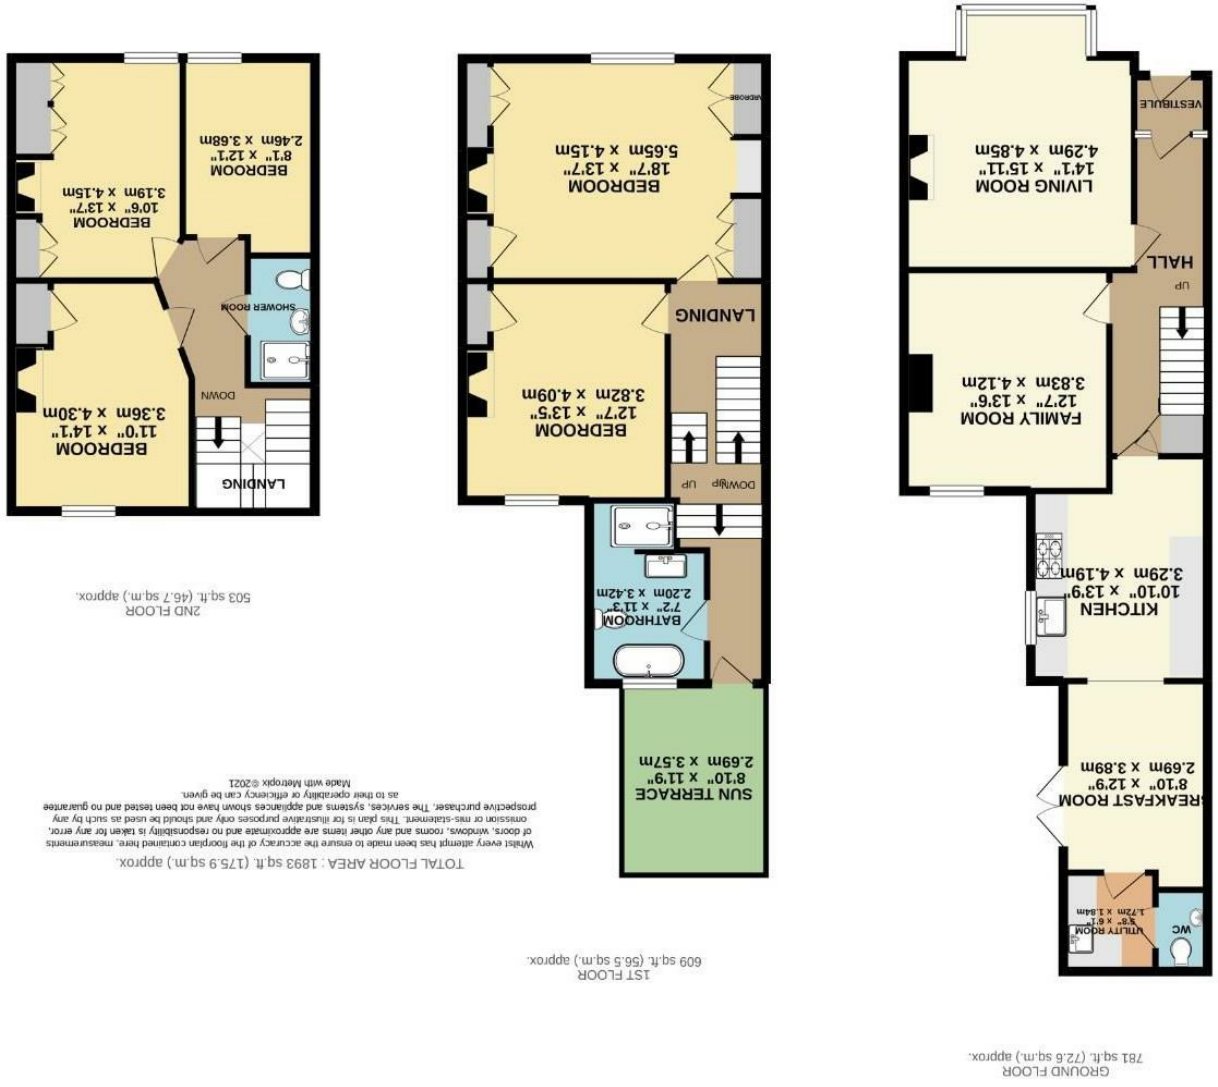 GROUND FLOOR
781 sq.ft. (72.6 sq.m.) approx.
WC
UTILITY ROOM
5'8" x 6'1"
1.72m x 1.84m
BREAKFAST ROOM
8'10" x 12'9"
2.69m x 3.89m
KITCHEN
10'10" x 13'9"
3.29m x 4.19m
FAMILY ROOM
12'7" x 13'6"
3.83m x 4.12m
UP
HALL
LIVING ROOM
14'1" x 15'11"
4.29m x 4.85m
VESTIBULE
1ST FLOOR
609 sq.ft. (56.5 sq.m.) approx.
SUN TERRACE
8'10" x 11'9"
2.69m x 3.57m
BATHROOM
7'2" x 11'3"
2.20m x 3.42m
DOWN
UP
UP
BEDROOM
12'7" x 13'5"
3.82m x 4.09m
LANDING
BEDROOM
18'7" x 13'7"
5.65m x 4.15m
ARDROBE
2ND FLOOR
503 sq.ft. (46.7 sq.m.) approx.
LANDING
BEDROOM
11'0" x 14'1"
3.36m x 4.30m
DOWN
SHOWER ROOM
BEDROOM
10'6" x 13'7"
3.19m x 4.15m
BEDROOM
8'1" x 12'1"
2.46m x 3.68m
TOTAL FLOOR AREA : 1893 sq.ft. (175.9 sq.m.) approx.
Whilst every attempt has been made to ensure the accuracy of the floorplan contained here, measurements
of doors, windows, rooms and any other items are approximate and no responsibility is taken for any error,
omission or mis-statement. This plan is for illustrative purposes only and should be used as such by any
prospective purchaser. The services, systems and appliances shown have not been tested and no guarantee
as to their operability or efficiency can be given.
Made with Metropix ©2021